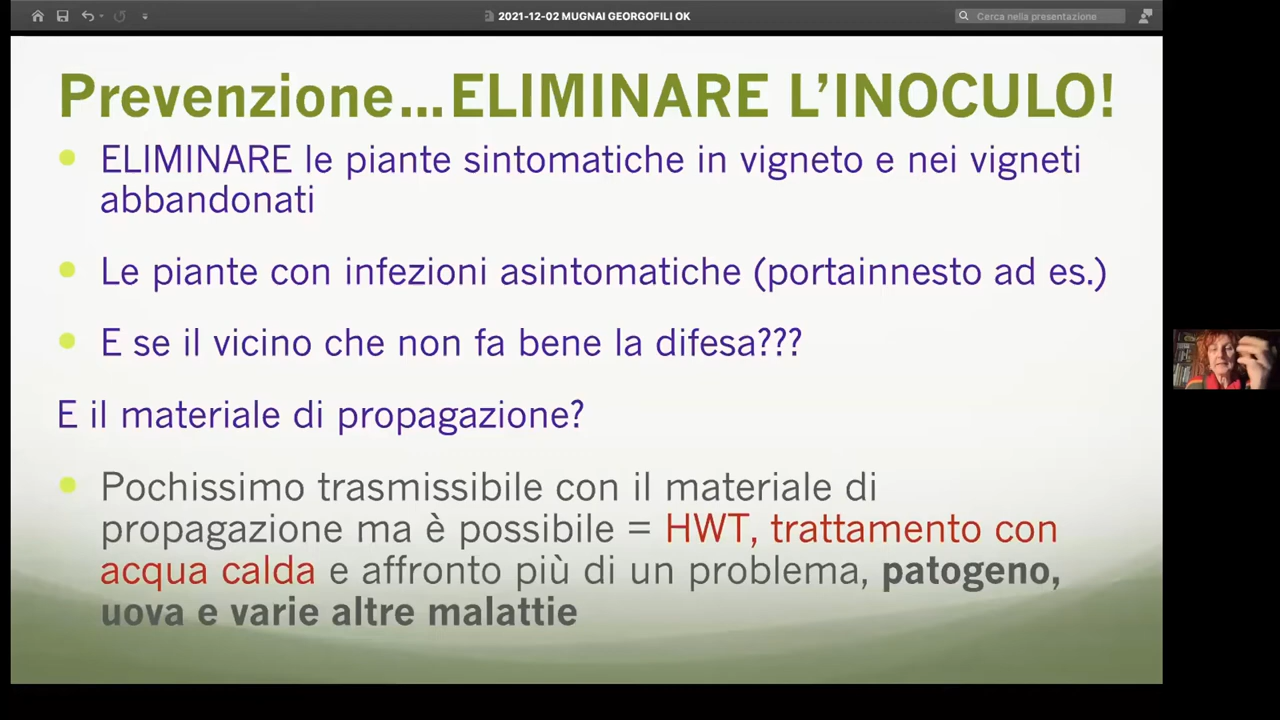 2021-12-02 MUGNAI GEORGOFILI OK
Cerca nella presentazione
Prevenzione...ELIMINARE L'INOCULO!
ELIMINARE le piante sintomatiche in vigneto e nei vigneti
abbandonati
Le piante con infezioni asintomatiche (portainnesto ad es.)
E se il vicino che non fa bene la difesa???
E il materiale di propagazione?
Pochissimo trasmissibile con il materiale di
propagazione ma è possibile = HWT, trattamento con
acqua calda e affronto più di un problema, patogeno,
uova e varie altre malattie